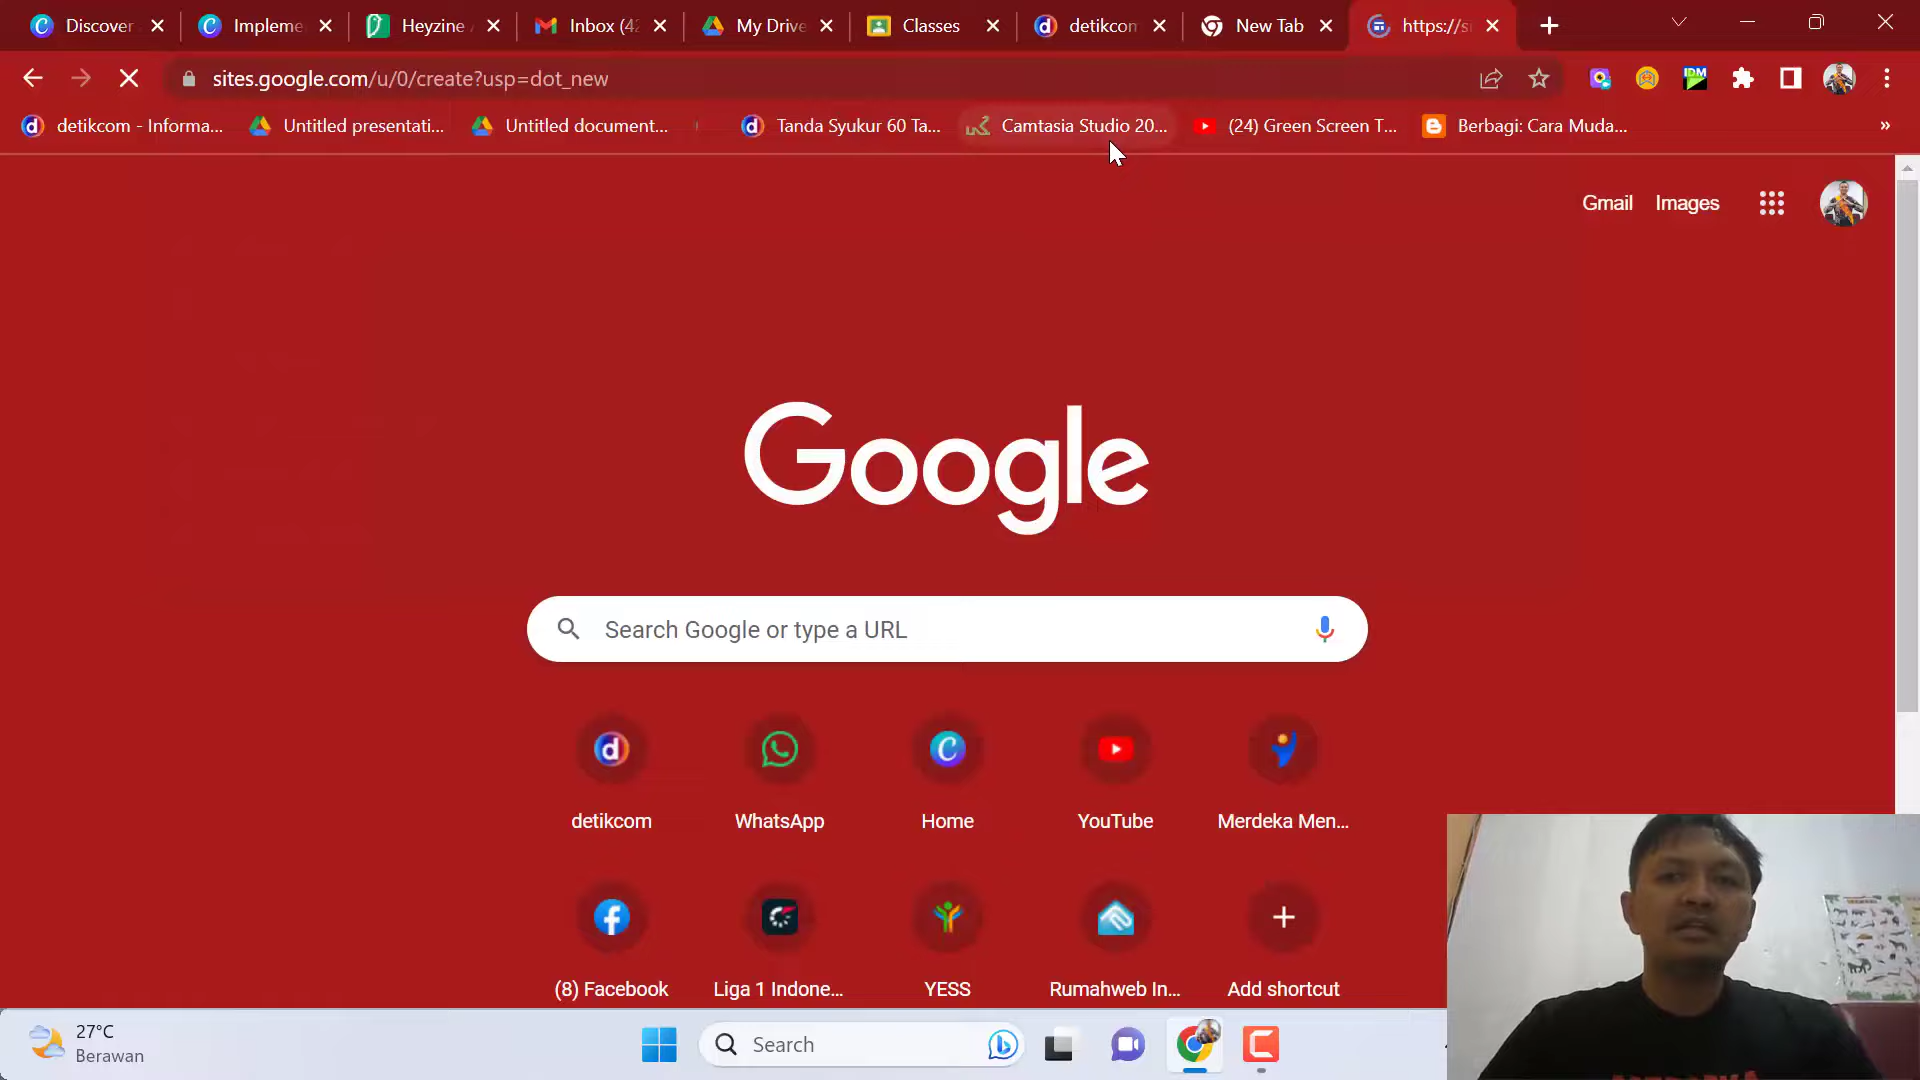 Discover
Impleme
Heyzine
Inbox (42
My Drive
Classes
detikcom
New Tab
https://s
sites.google.com/u/0/create?usp=dot_new
IDM
detikcom - Informa...
Untitled presentati...
Untitled document...
Tanda Syukur 60 Ta...
Camtasia Studio 20...
(24) Green Screen T...
Berbagi: Cara Muda...
»
Gmail
Images
Google
Search Google or type a URL
detikcom
WhatsApp
Home
YouTube
Merdeka Men...
(8) Facebook
Liga 1 Indone...
YESS
Rumahweb In...
Add shortcut
27°C
Berawan
Search